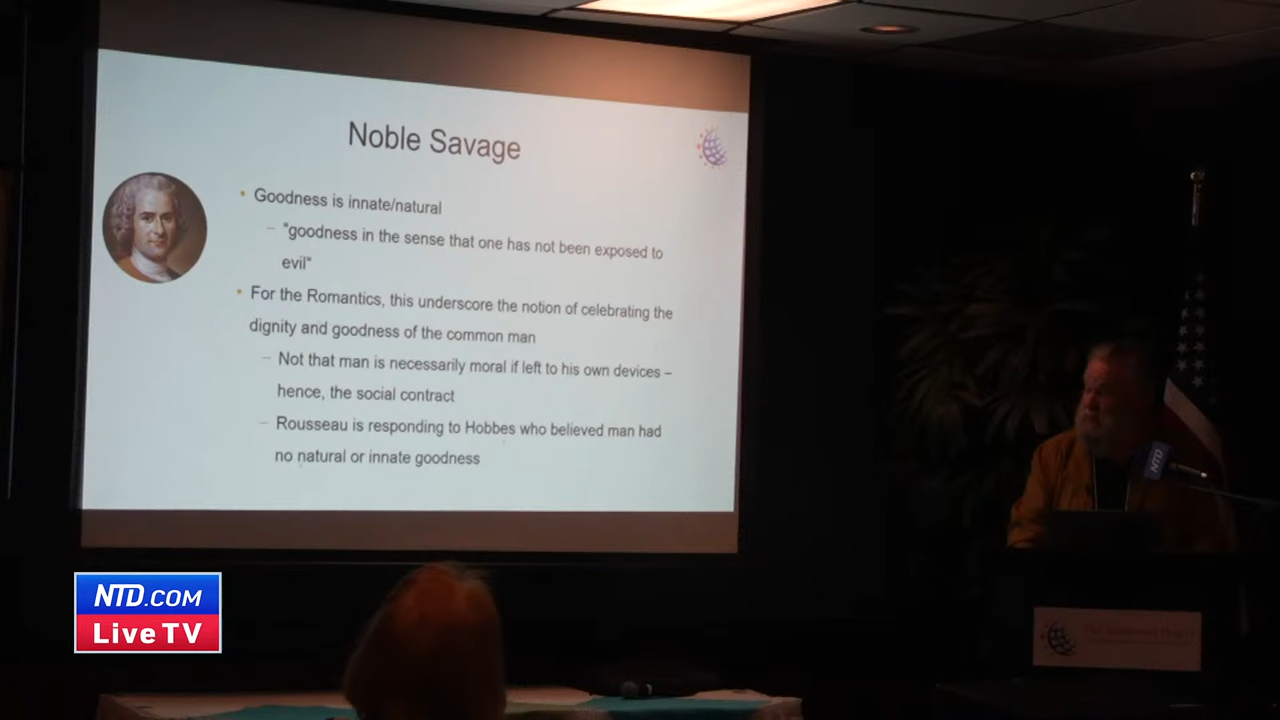 Noble Savage
• Goodness is innate/natural
– "goodness in the sense that one has not been exposed to
evil"
• For the Romantics, this underscore the notion of celebrating the
dignity and goodness of the common man
– Not that man is necessarily moral if left to his own devices –
hence, the social contract
– Rousseau is responding to Hobbes who believed man had
no natural or innate goodness
NTD
NTD.COM
Live TV